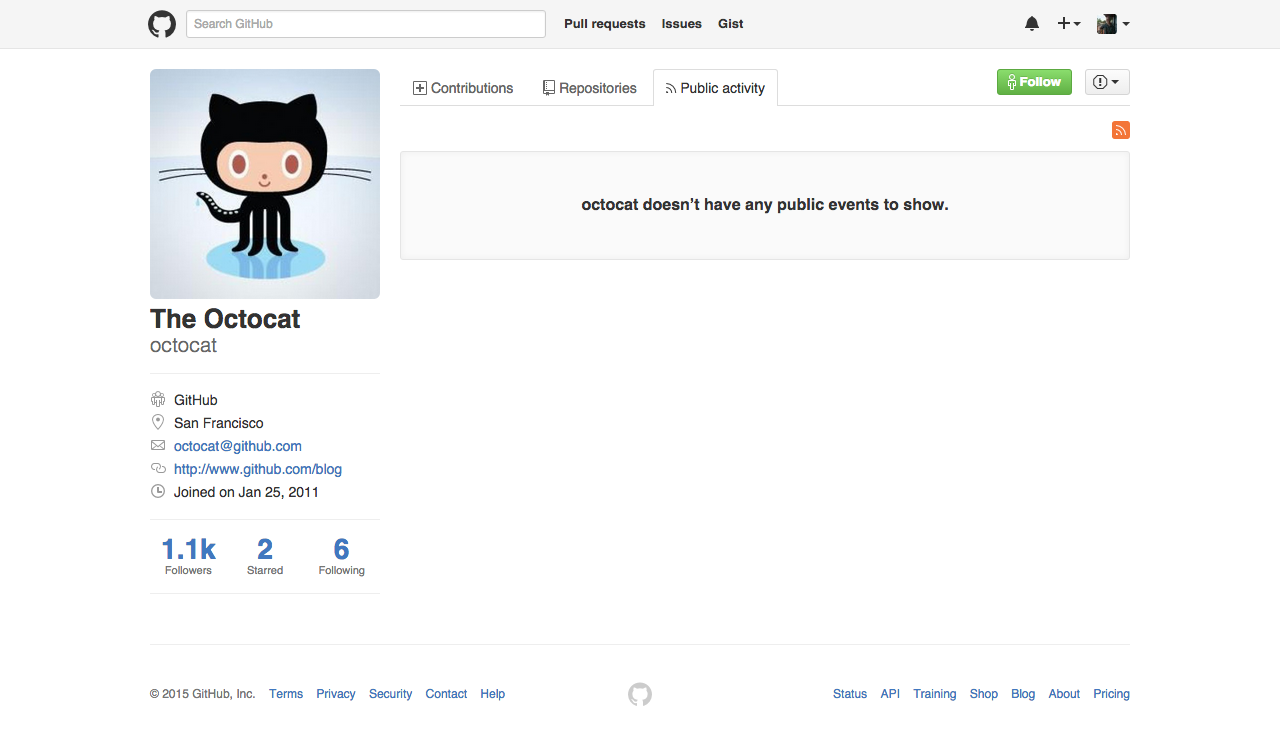 Search GitHub
Pull requests Issues Gist
Contributions Repositories Public activity
Follow
octocat doesn’t have any public events to show.
The Octocat
octocat
GitHub
San Francisco
octocat@github.com
http://www.github.com/blog
Joined on Jan 25, 2011
1.1k 2 6
Followers Starred Following
© 2015 GitHub, Inc. Terms Privacy Security Contact Help
Status API Training Shop Blog About Pricing